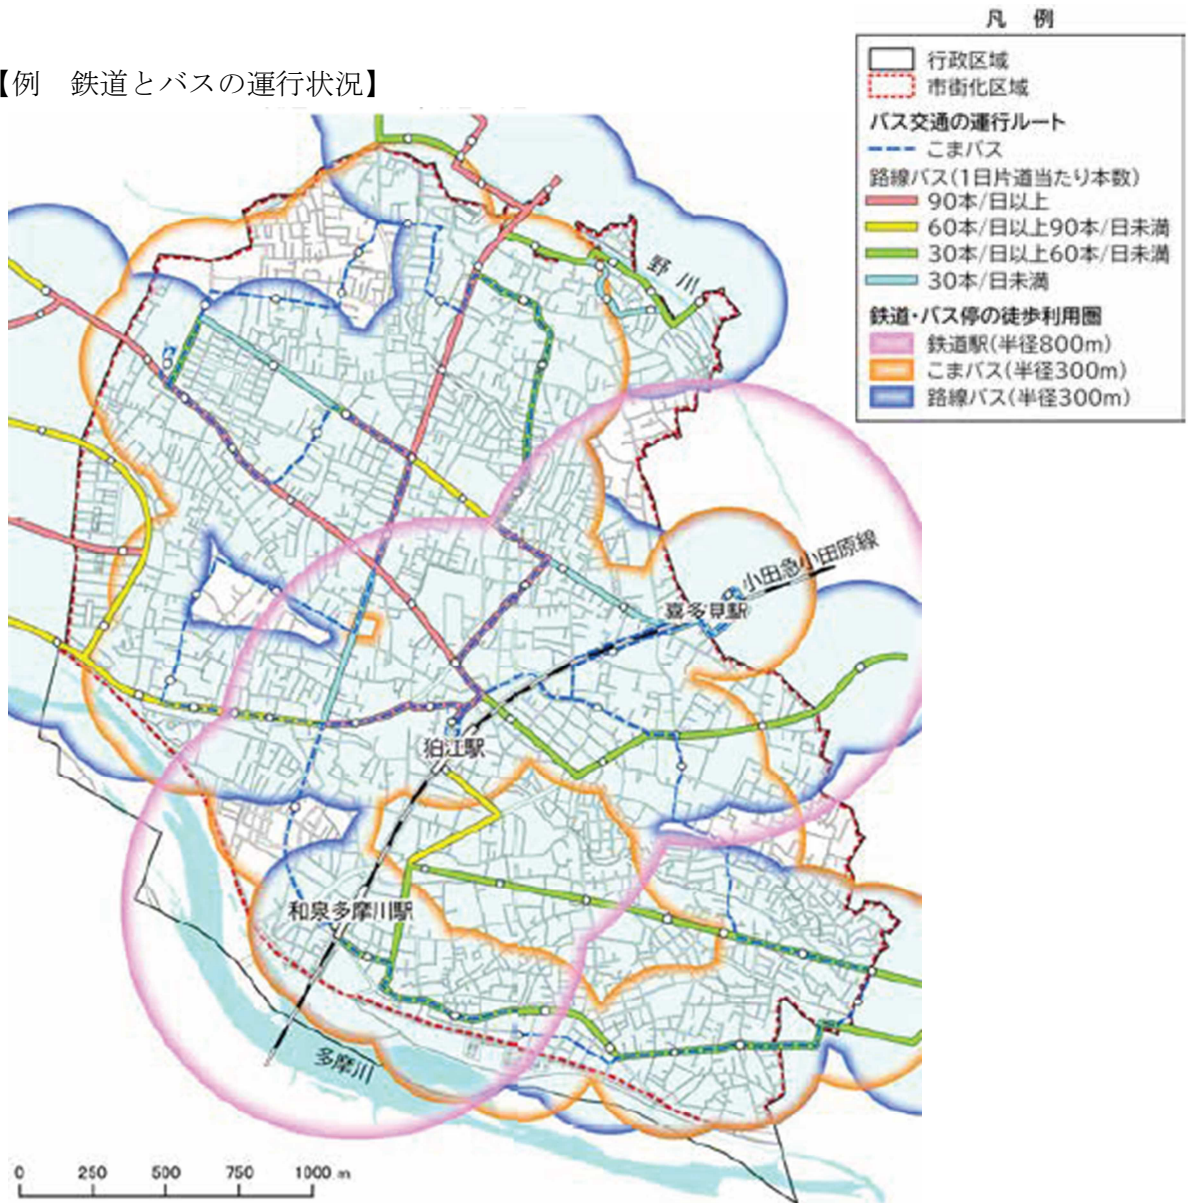 【例　鉄道とバスの運行状況】
凡　例
行政区域
市街化区域
バス交通の運行ルート
こまバス
路線バス(1日片道当たり本数)
90本/日以上
60本/日以上90本/日未満
30本/日以上60本/日未満
30本/日未満
鉄道・バス停の徒歩利用圏
鉄道駅(半径800m)
こまバス(半径300m)
路線バス(半径300m)
野川
小田急小田原線
喜多見駅
狛江駅
和泉多摩川駅
多摩川
0 250 500 750 1000 m